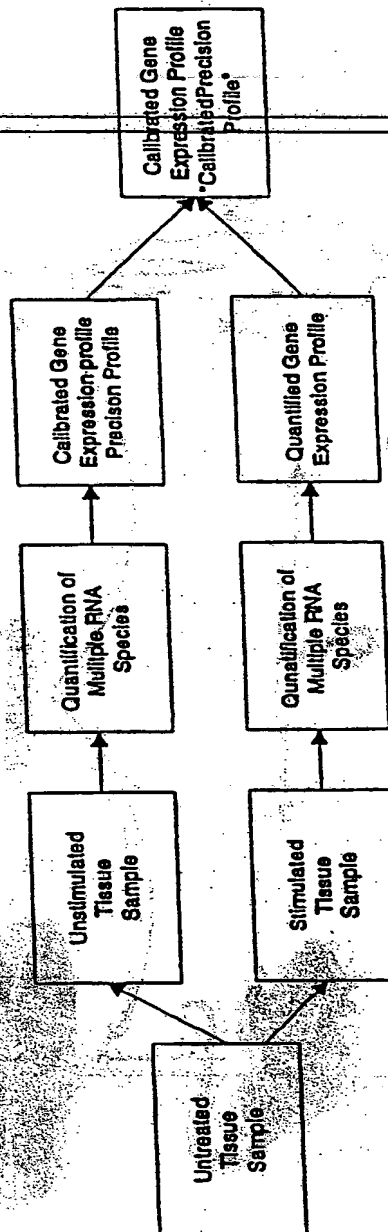 Untreated
Tissue
Sample
Unstimulated
Tissue
Sample
Quantification of
Multiple RNA
Species
Calibrated Gene
Expression-profile
Precison Profile
Stimulated
Tissue
Sample
Qunatification of
Multiple RNA
Species
Quantified Gene
Expression Profile
Calibrated Gene
Expression Profile
"CalibratedPrecision
Profile"